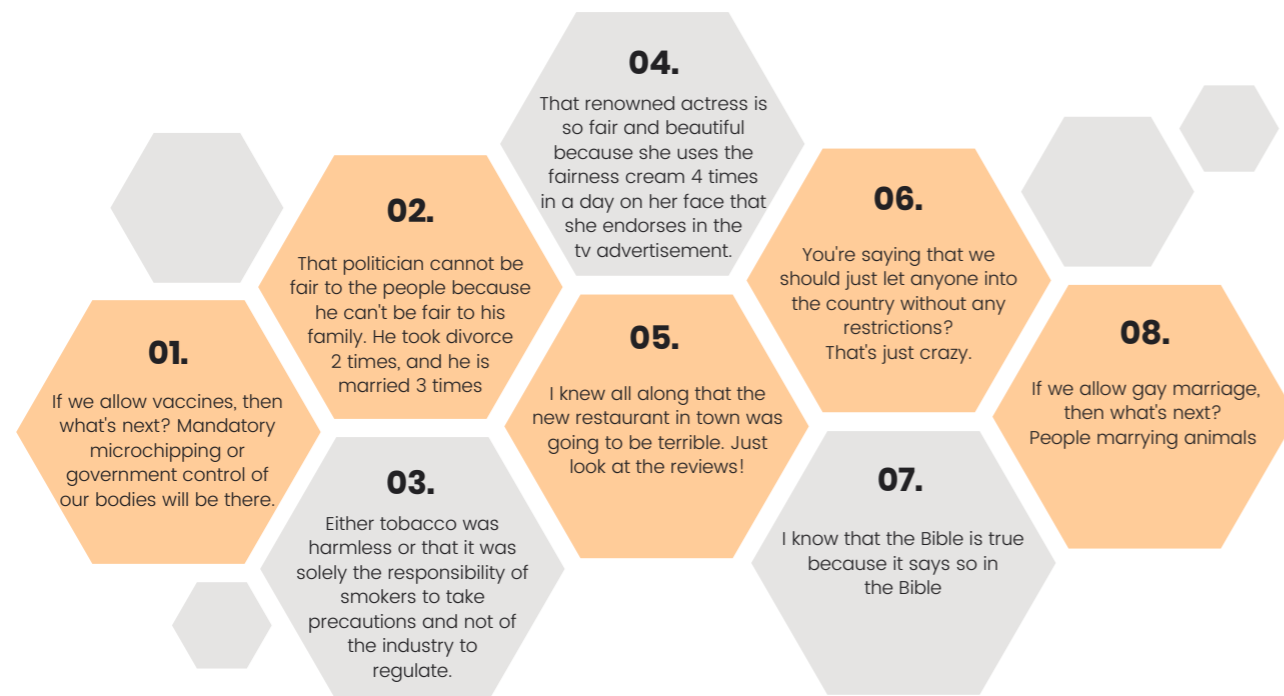 01.
If we allow vaccines, then
what's next? Mandatory
microchipping or
government control of
our bodies will be there.
02.
That politician cannot be
fair to the people because
he can't be fair to his
family. He took divorce
2 times, and he is
married 3 times
03.
Either tobacco was
harmless or that it was
solely the responsibility of
smokers to take
precautions and not of
the industry to
regulate.
04.
That renowned actress is
so fair and beautiful
because she uses the
fairness cream 4 times
in a day on her face that
she endorses in the
tv advertisement.
05.
I knew all along that the
new restaurant in town was
going to be terrible. Just
look at the reviews!
06.
You're saying that we
should just let anyone into
the country without any
restrictions?
That's just crazy.
07.
I know that the Bible is true
because it says so in
the Bible
08.
If we allow gay marriage,
then what's next?
People marrying animals